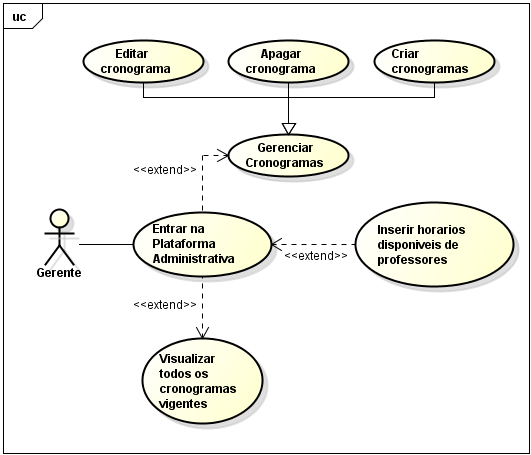 uc
Editar
cronograma
Apagar
cronograma
Criar
cronogramas
Gerenciar
Cronogramas
<<extend>>
Entrar na
Plataforma
Administrativa
Inserir horarios
disponiveis de
professores
<<extend>>
Gerente
<<extend>>
Visualizar
todos os
cronogramas
vigentes